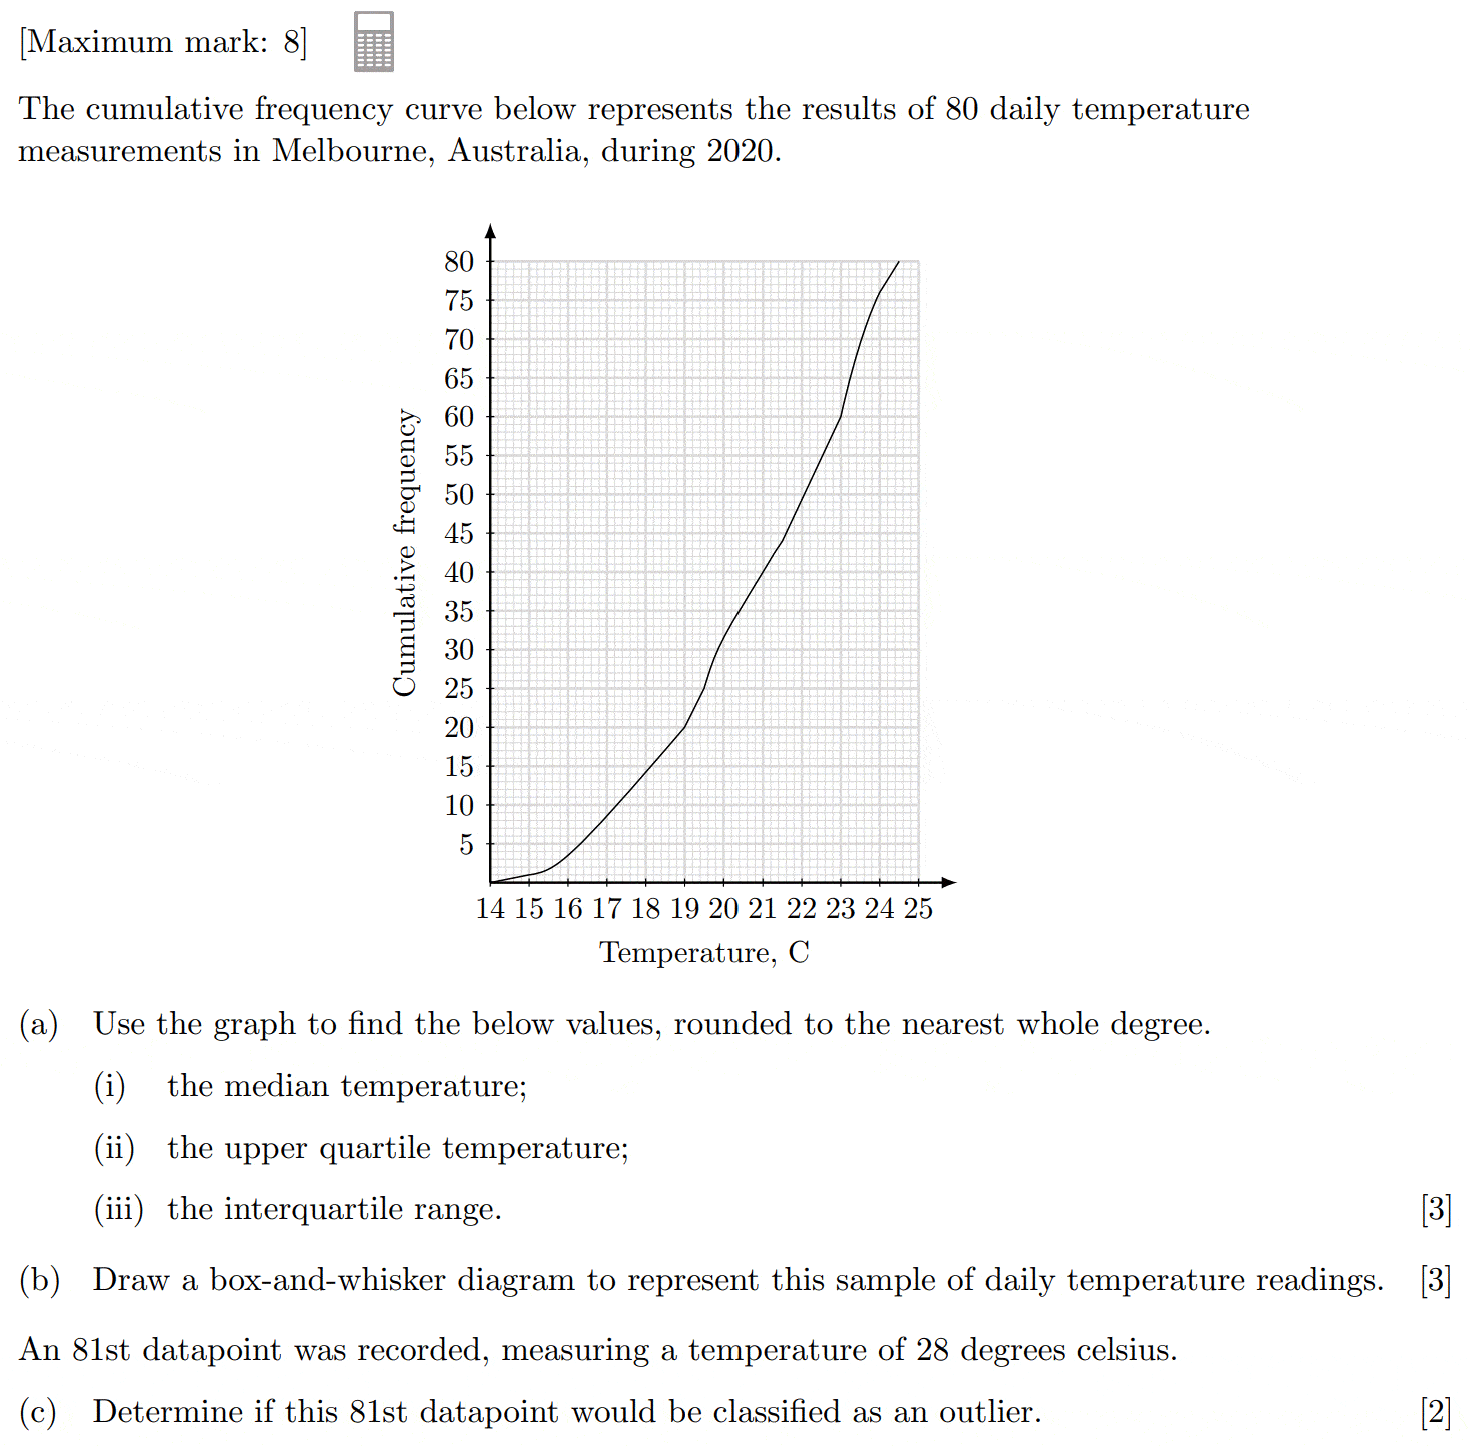 [Maximum mark: 8]
The cumulative frequency curve below represents the results of 80 daily temperature
measurements in Melbourne, Australia, during 2020.
80
75
70
65
60
55
50
45
40
35
30
25
20
15
10
5
Cumulative frequency
14 15 16 17 18 19 20 21 22 23 24 25
Temperature, C
(a) Use the graph to find the below values, rounded to the nearest whole degree.
(i) the median temperature;
(ii) the upper quartile temperature;
(iii) the interquartile range. [3]
(b) Draw a box-and-whisker diagram to represent this sample of daily temperature readings. [3]
An 81st datapoint was recorded, measuring a temperature of 28 degrees celsius.
(c) Determine if this 81st datapoint would be classified as an outlier. [2]